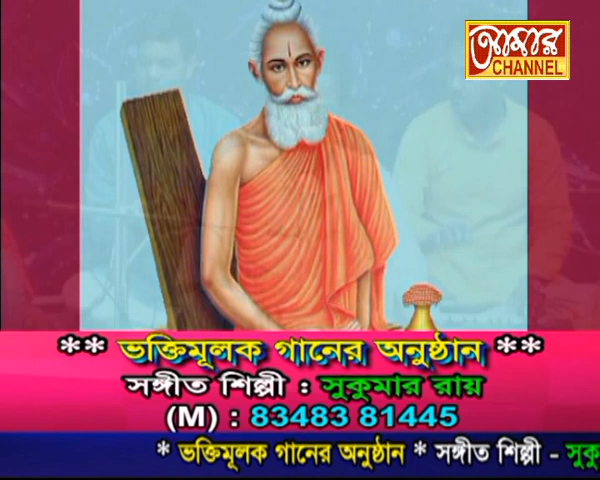 আমার
CHANNEL
** ভক্তিমূলক গানের অনুষ্ঠান **
সঙ্গীত শিল্পী : সুকুমার রায়
(M) : 83483 81445
* ভক্তিমূলক গানের অনুষ্ঠান * সঙ্গীত শিল্পী - সুকু